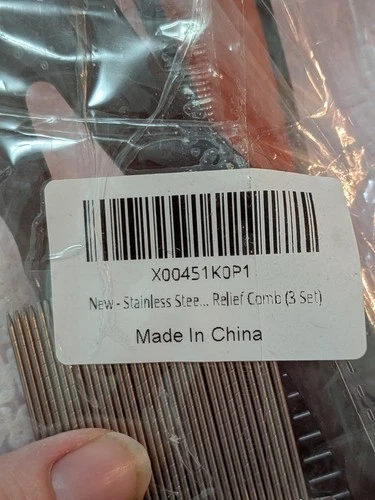 X00451K0P1
New - Stainless Stee... Relief Comb (3 Set)
Made In China